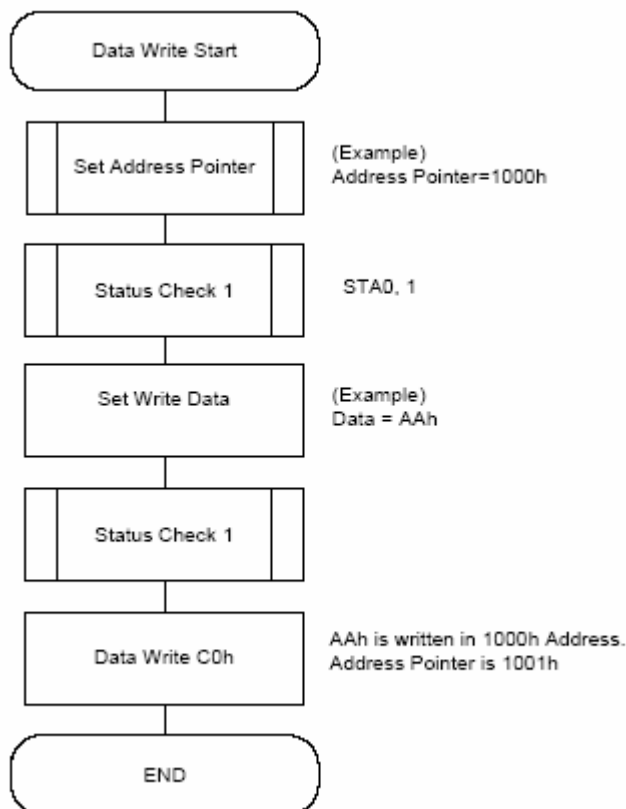 Data Write Start
Set Address Pointer
(Example)
Address Pointer=1000h
Status Check 1
STA0, 1
Set Write Data
(Example)
Data = AAh
Status Check 1
Data Write C0h
AAh is written in 1000h Address.
Address Pointer is 1001h
END